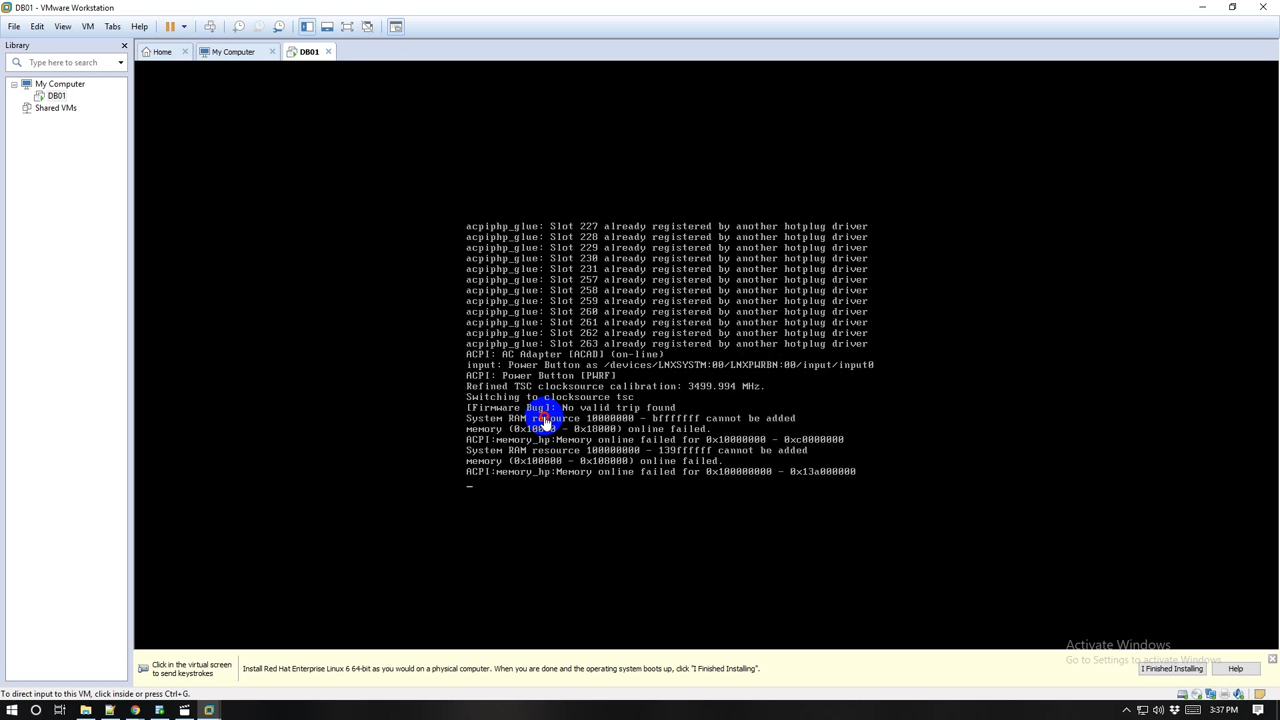 DB01 - VMware Workstation
File Edit View VM Tabs Help
Library
Type here to search
My Computer
DB01
Shared VMs
Home
My Computer
DB01
acpiphp_glue: Slot 227 already registered by another hotplug driver
acpiphp_glue: Slot 228 already registered by another hotplug driver
acpiphp_glue: Slot 229 already registered by another hotplug driver
acpiphp_glue: Slot 230 already registered by another hotplug driver
acpiphp_glue: Slot 231 already registered by another hotplug driver
acpiphp_glue: Slot 257 already registered by another hotplug driver
acpiphp_glue: Slot 258 already registered by another hotplug driver
acpiphp_glue: Slot 259 already registered by another hotplug driver
acpiphp_glue: Slot 260 already registered by another hotplug driver
acpiphp_glue: Slot 261 already registered by another hotplug driver
acpiphp_glue: Slot 262 already registered by another hotplug driver
acpiphp_glue: Slot 263 already registered by another hotplug driver
ACPI: AC Adapter [ACAD] (on-line)
input: Power Button as /devices/LNXSYSTM:00/LNXPWRBN:00/input/input0
ACPI: Power Button [PWRF]
Refined TSC clocksource calibration: 3499.994 MHz.
Switching to clocksource tsc
[Firmware Bug]: No valid trip found
System RAM resource 10000000 - bfffffff cannot be added
memory (0x10000 - 0x18000) online failed.
ACPI:memory_hp:Memory online failed for 0x10000000 - 0xc0000000
System RAM resource 100000000 - 139ffffff cannot be added
memory (0x100000 - 0x108000) online failed.
ACPI:memory_hp:Memory online failed for 0x100000000 - 0x13a000000
Activate Windows
Go to Settings to activate Windows.
Click in the virtual screen
to send keystrokes
Install Red Hat Enterprise Linux 6 64-bit as you would on a physical computer. When you are done and the operating system boots up, click "I Finished Installing".
I Finished Installing
Help
To direct input to this VM, click inside or press Ctrl+G.
3:37 PM